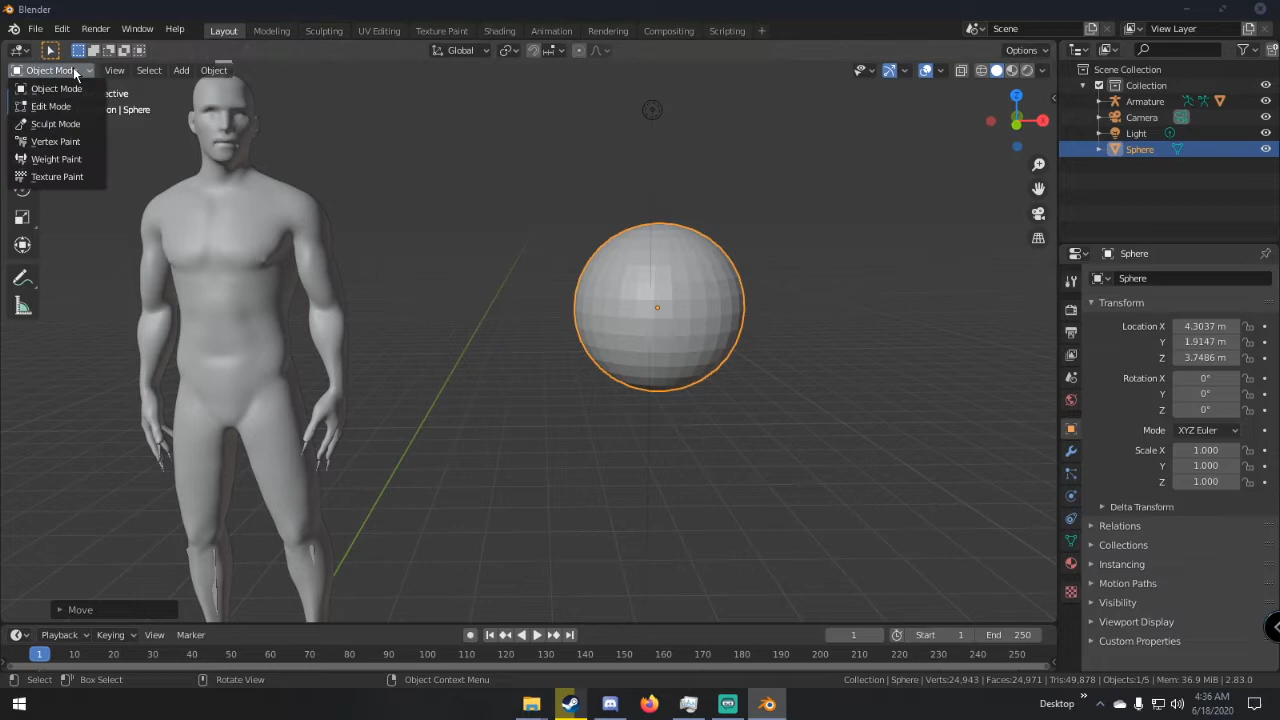 Blender
File Edit Render Window Help
Layout Modeling Sculpting UV Editing Texture Paint Shading Animation Rendering Compositing Scripting +
Scene
View Layer
Global
Options
Object Mode View Select Add Object
Object Mode
Edit Mode
Sculpt Mode
Vertex Paint
Weight Paint
Texture Paint
ective
on | Sphere
Z
X
Move
Scene Collection
Collection
Armature
Camera
Light
Sphere
Sphere
Sphere
Transform
Location X 4.3037 m
Y 1.9147 m
Z 3.7486 m
Rotation X 0°
Y 0°
Z 0°
Mode XYZ Euler
Scale X 1.000
Y 1.000
Z 1.000
Delta Transform
Relations
Collections
Instancing
Motion Paths
Visibility
Viewport Display
Custom Properties
Playback Keying View Marker
1 Start 1 End 250
1 10 20 30 40 50 60 70 80 90 100 110 120 130 140 150 160 170 180 190 200 210 220 230 240 250
Select Box Select Rotate View Object Context Menu
Collection | Sphere | Verts:24,943 | Faces:24,971 | Tris:49,878 | Objects:1/5 | Mem: 36.9 MiB | 2.83.0
Desktop
4:36 AM
6/18/2020